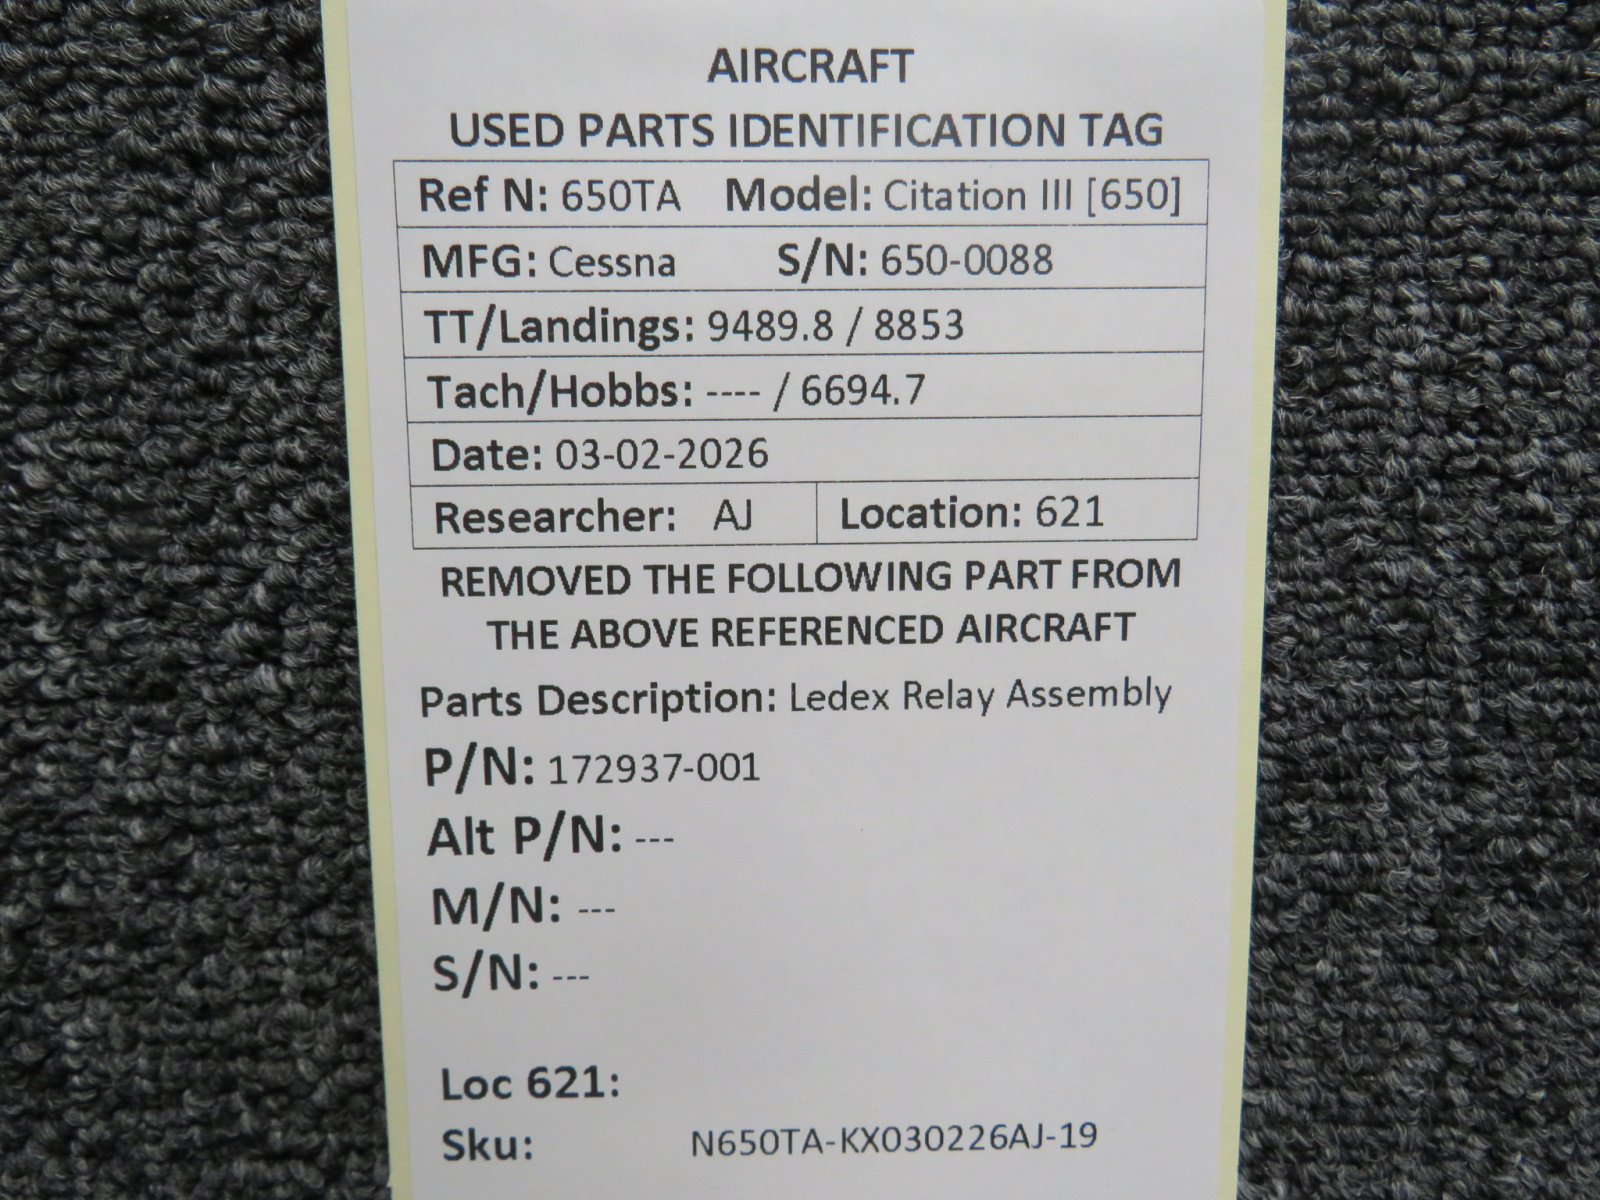 AIRCRAFT
USED PARTS IDENTIFICATION TAG
Ref N: 650TA Model: Citation III [650]
MFG: Cessna S/N: 650-0088
TT/Landings: 9489.8 / 8853
Tach/Hobbs: ---- / 6694.7
Date: 03-02-2026
Researcher: AJ Location: 621
REMOVED THE FOLLOWING PART FROM
THE ABOVE REFERENCED AIRCRAFT
Parts Description: Ledex Relay Assembly
P/N: 172937-001
Alt P/N: ---
M/N: ---
S/N: ---
Loc 621:
Sku: N650TA-KX030226AJ-19